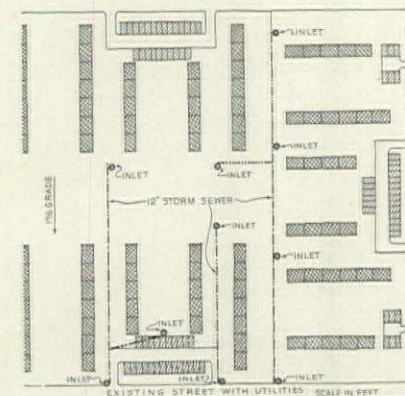 INLET
INLET
INLET
INLET
12" STORM SEWER
1% GRADE
INLET
INLET
INLET
INLET
INLET
INLET
EXISTING STREET WITH UTILITIES
SCALE IN FEET